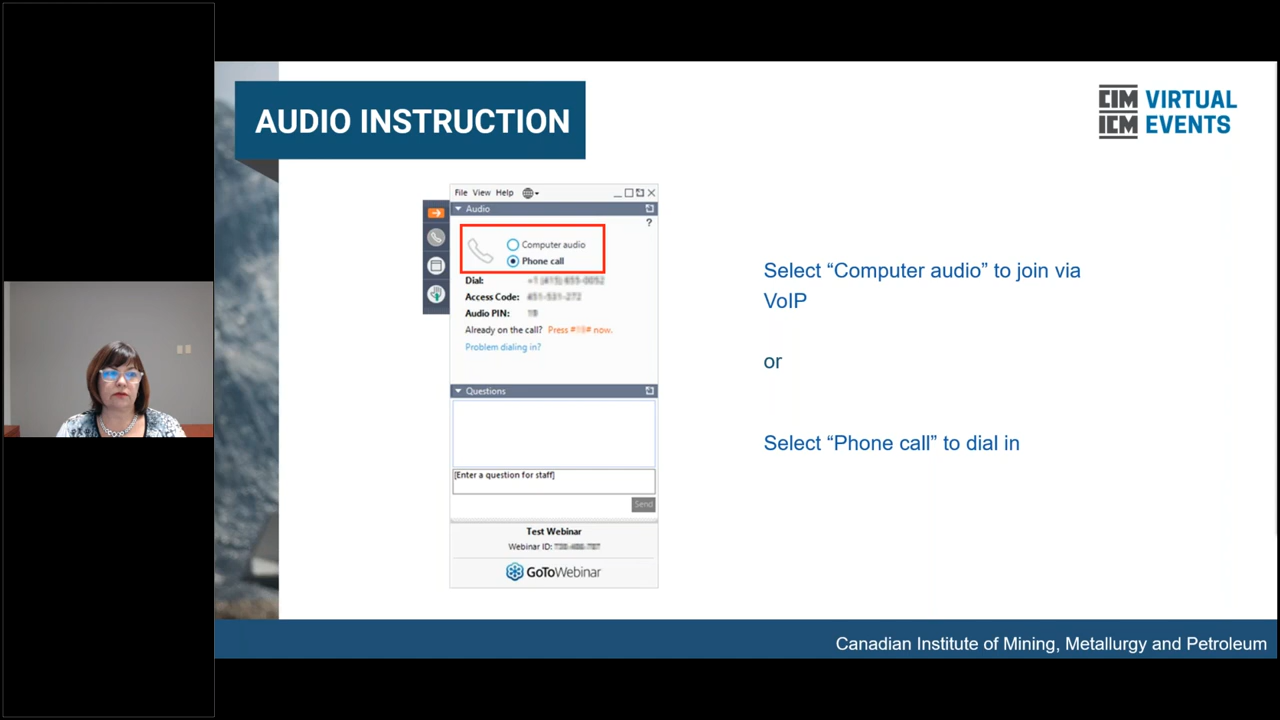 AUDIO INSTRUCTION
CIM VIRTUAL
ICM EVENTS
File View Help
Audio
?
Computer audio
Phone call
Dial:
Access Code:
Audio PIN:
Already on the call? Press now.
Problem dialing in?
Questions
[Enter a question for staff]
Send
Test Webinar
Webinar ID:
GoToWebinar
Select “Computer audio” to join via
VoIP
or
Select “Phone call” to dial in
Canadian Institute of Mining, Metallurgy and Petroleum